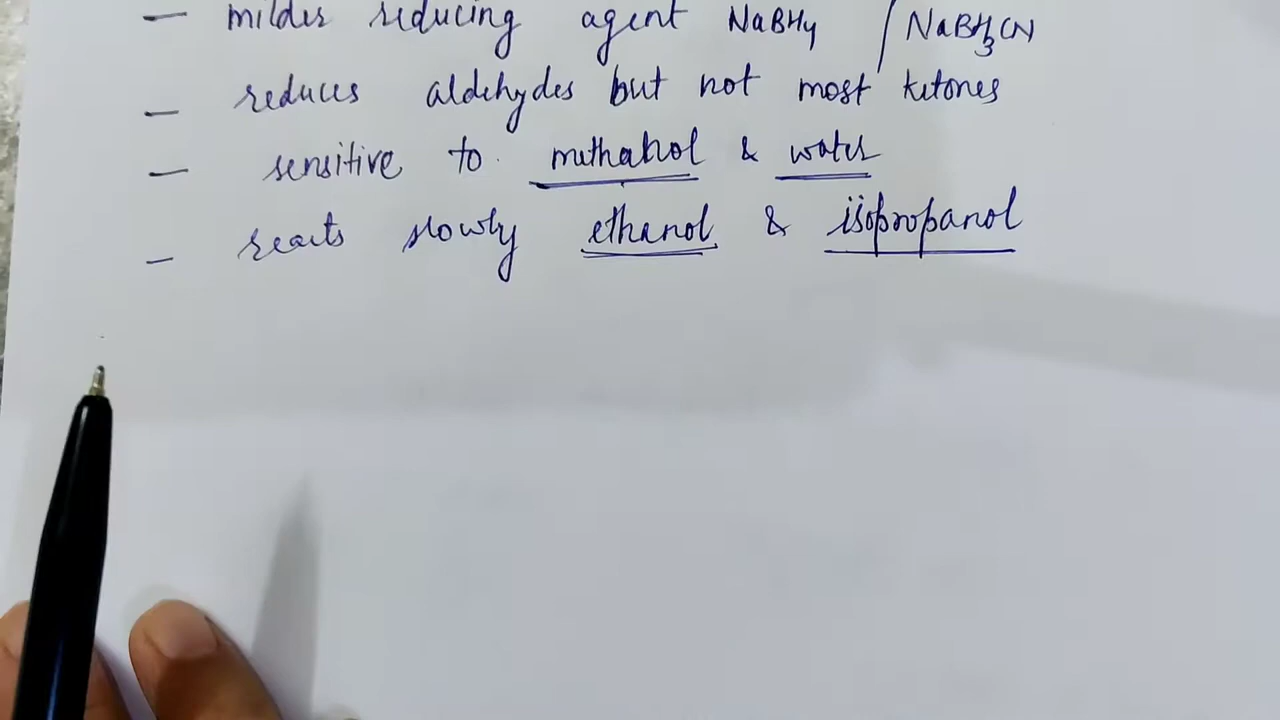 — milder reducing agent NaBH4 / NaBH3CN
— reduces aldehydes but not most ketones
— sensitive to methanol & water
— reacts slowly ethanol & isopropanol